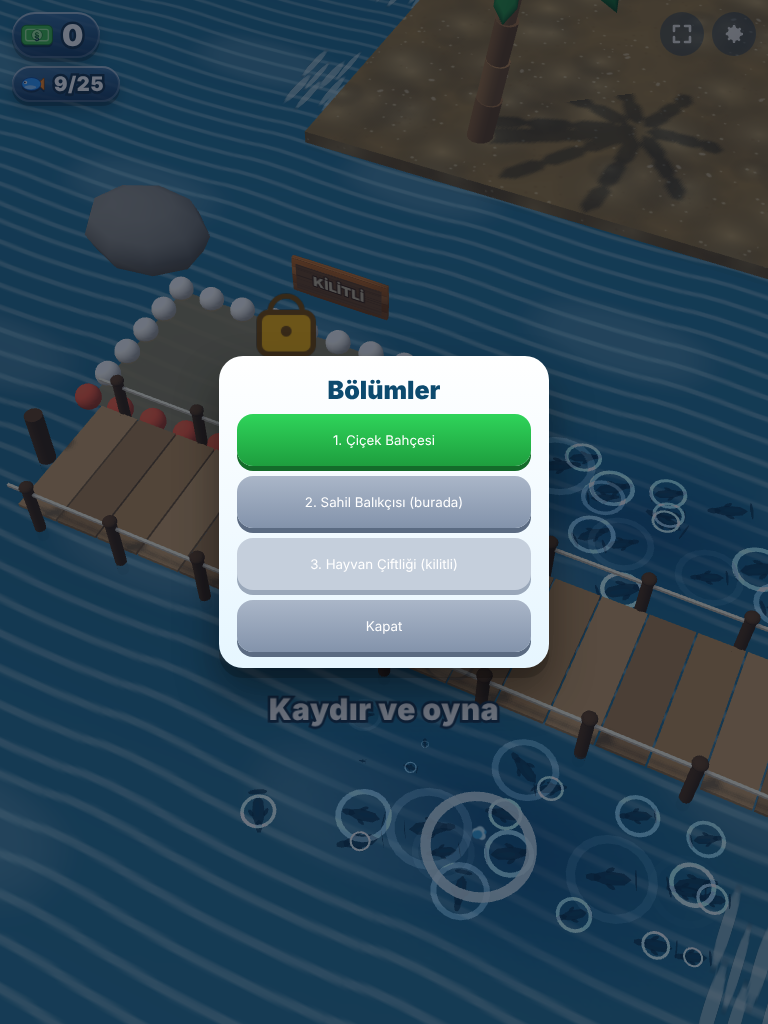 0
9/25
KİLİTLİ
Bölümler
1. Çiçek Bahçesi
2. Sahil Balıkçısı (burada)
3. Hayvan Çiftliği (kilitli)
Kapat
Kaydır ve oyna